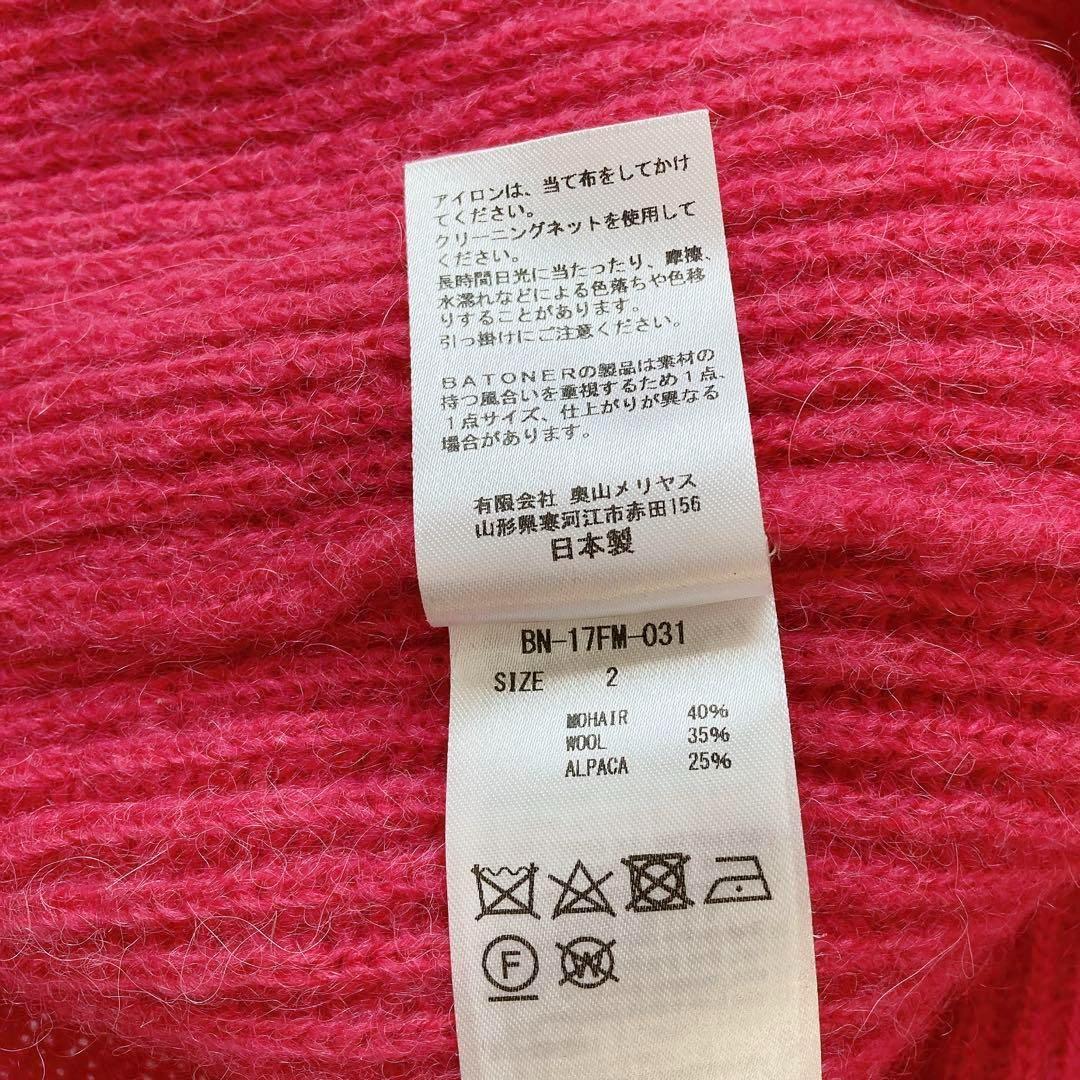 アイロンは、当て布をしてかけ
てください。
クリーニングネットを使用して
ください。
長時間日光に当たったり、摩擦、
水濡れなどによる色落ちや色移
りすることがあります。
引っ掛けにご注意ください。
BATONERの製品は素材の
持つ風合いを重視するため1点、
1点サイズ、仕上がりが異なる
場合があります。
有限会社 奥山メリヤス
山形県寒河江市赤田156
日本製
BN-17FM-031
SIZE 2
MOHAIR 40%
WOOL 35%
ALPACA 25%
F W